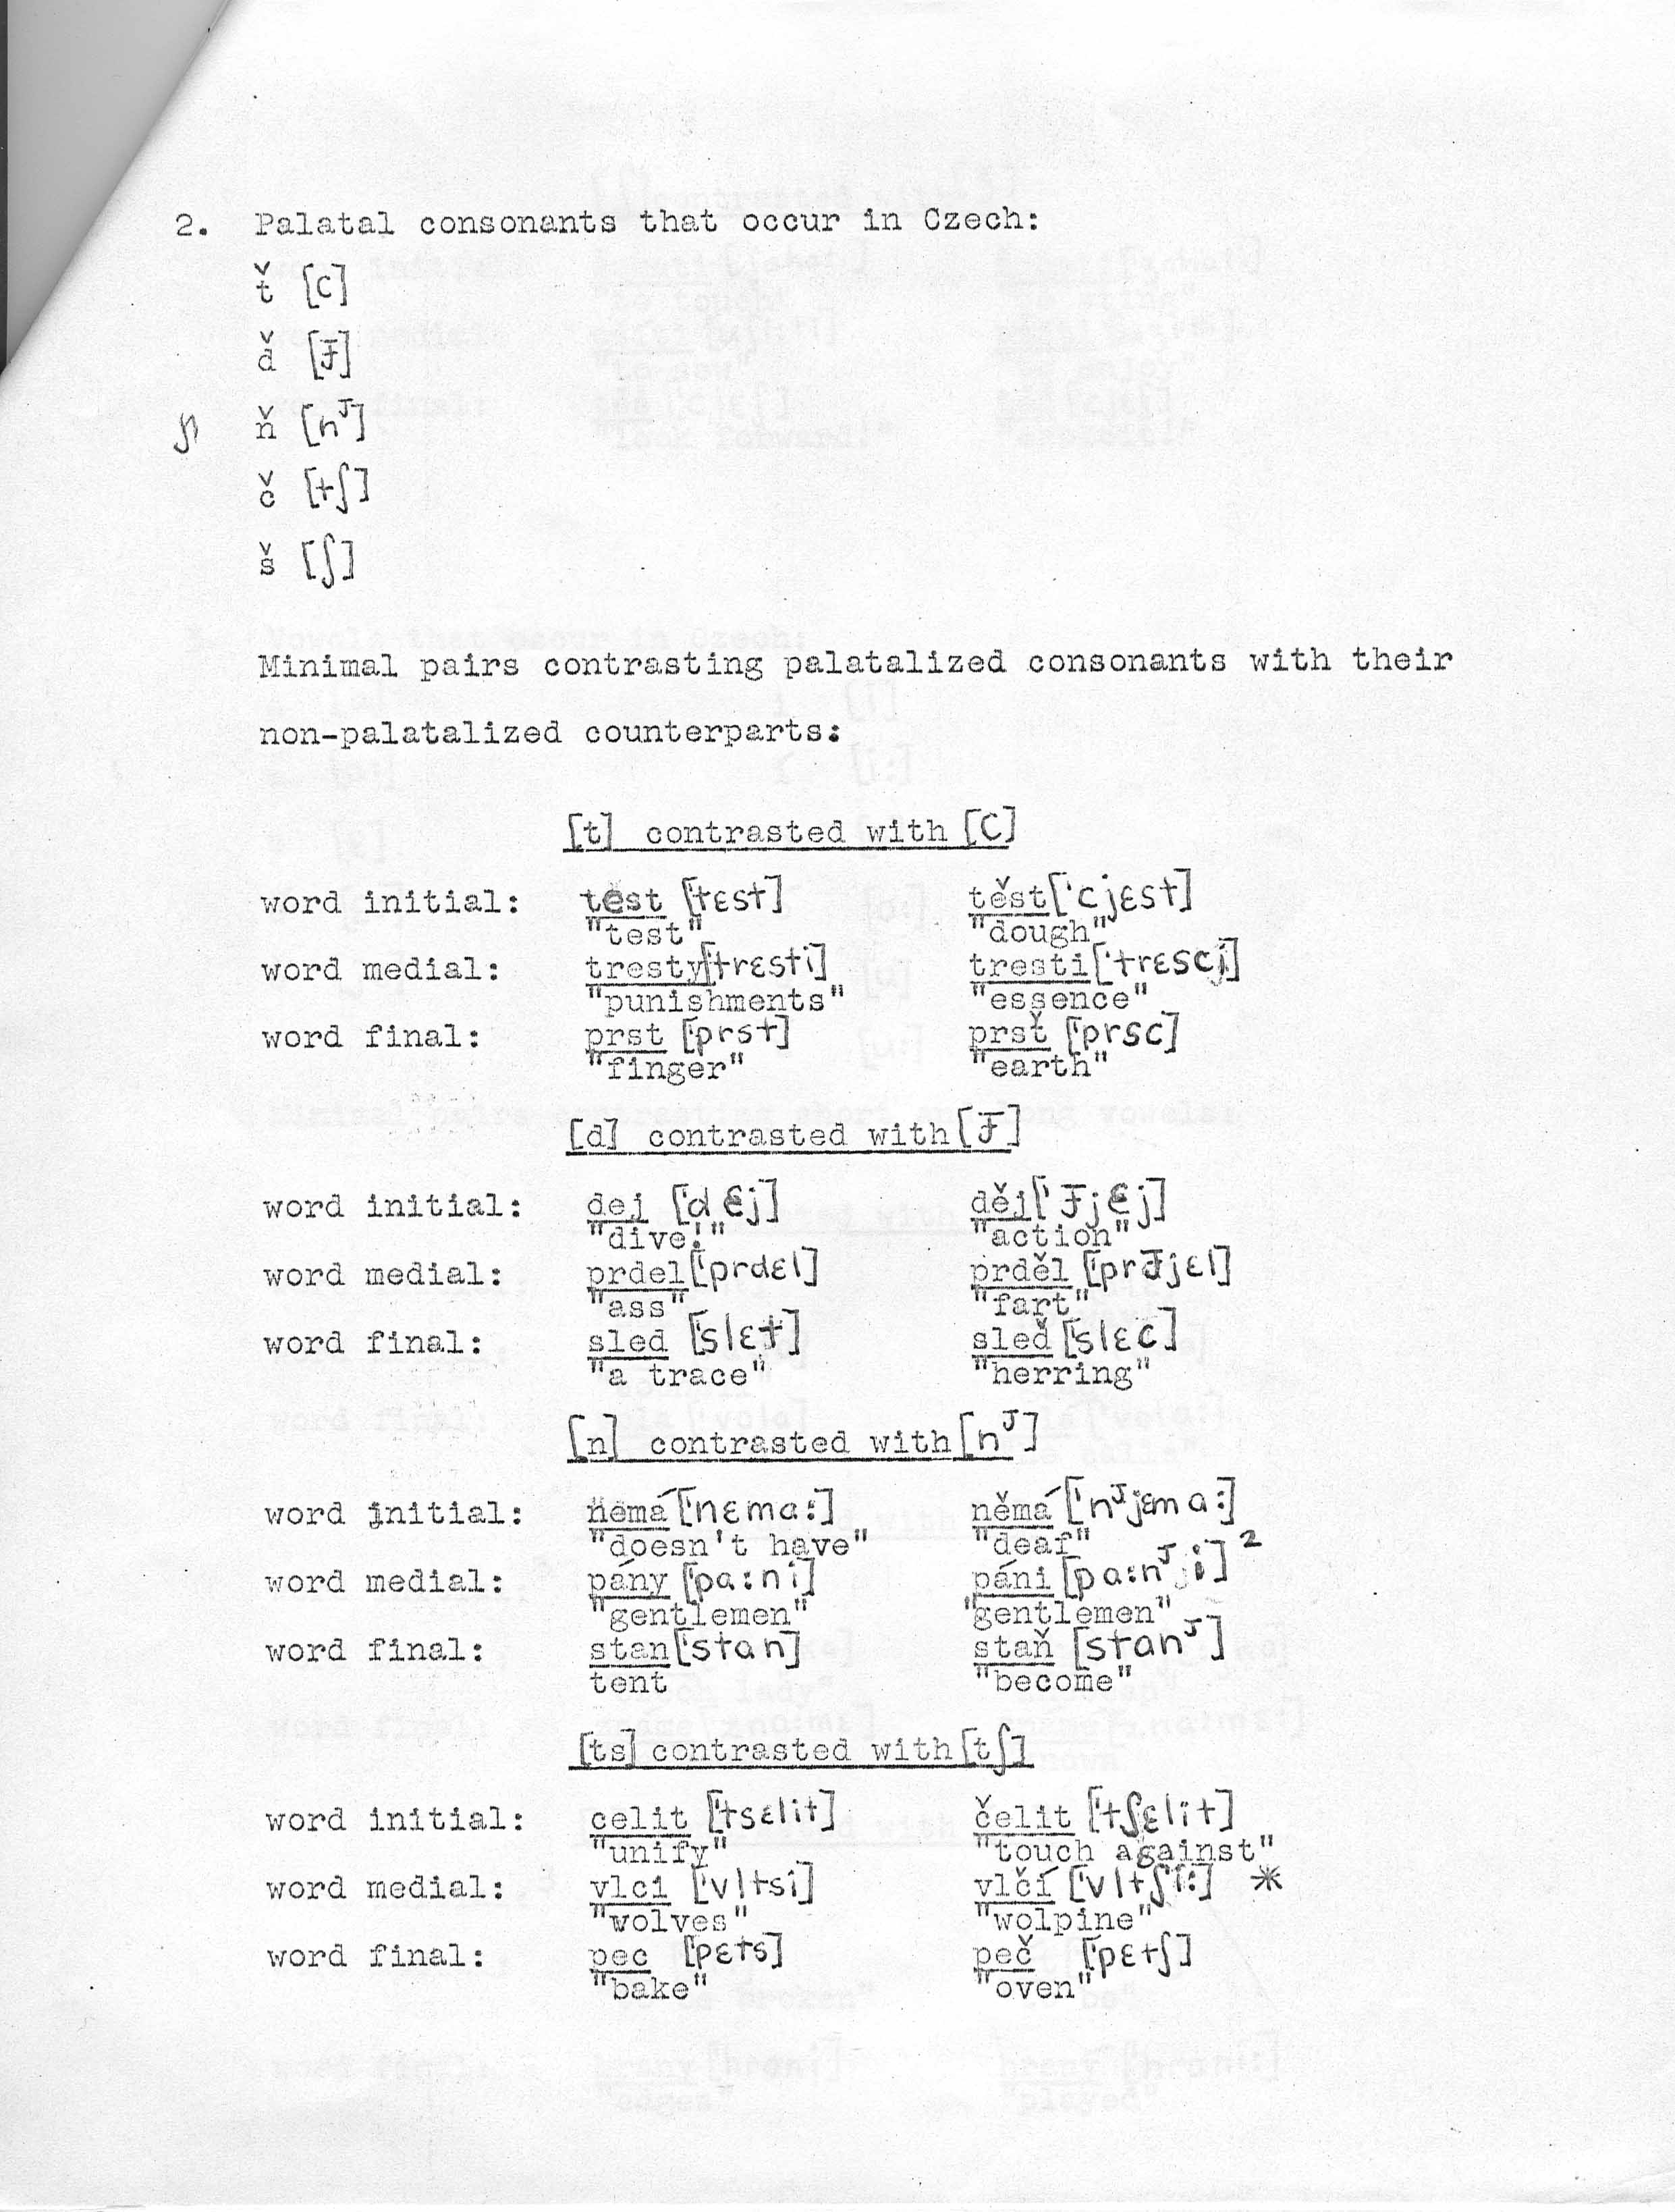 2. Palatal consonants that occur in Czech:
ť [c]
ď [ɟ]
ɲ ň [nᴶ]
č [tʃ]
š [ʃ]
Minimal pairs contrasting palatalized consonants with their
non-palatalized counterparts:
[t] contrasted with [c]
word initial: test ['tɛst] těst ['cjɛst]
"test" "dough"
word medial: tresty ['trɛsti] tresti ['trɛsci]
"punishments" "essence"
word final: prst ['prst] prsť ['prsc]
"finger" "earth"
[d] contrasted with [ɟ]
word initial: dej ['dɛj] děj ['ɟjɛj]
"dive!" "action"
word medial: prdel ['prdɛl] prděl ['prɟjɛl]
"ass" "fart"
word final: sled ['slɛt] sleď ['slɛc]
"a trace" "herring"
[n] contrasted with [nᴶ]
word initial: nemá ['nɛma:] němá ['nᴶjɛma:]
"doesn't have" "deaf"
word medial: pány ['pa:ni] páni ['pa:nᴶji] ²
"gentlemen" "gentlemen"
word final: stan ['stan] staň ['stanᴶ]
tent "become"
[ts] contrasted with [tʃ]
word initial: celit ['tsɛlit] čelit ['tʃɛlit]
"unify" "touch against"
word medial: vlci ['vltsi] vlčí ['vltʃi:] *
"wolves" "wolpine"
word final: pec ['pɛts] peč ['pɛtʃ]
"bake" "oven"